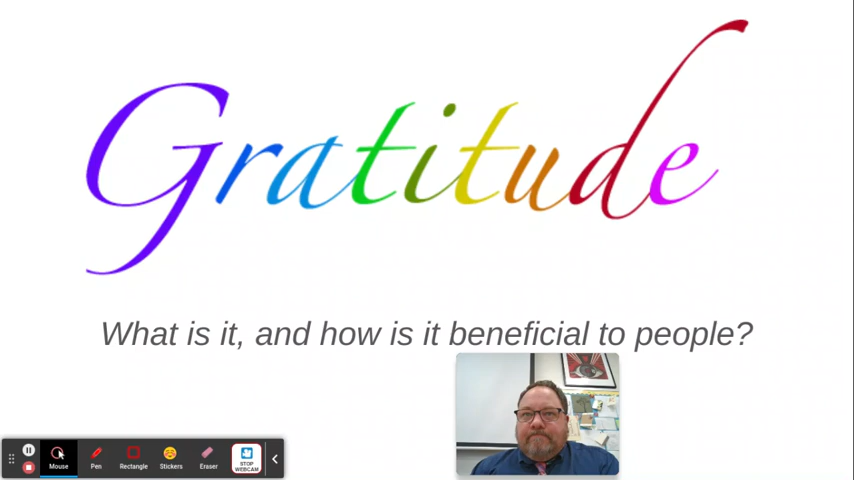 Gratitude
What is it, and how is it beneficial to people?
Mouse
Pen
Rectangle
Stickers
Eraser
STOP
WEBCAM